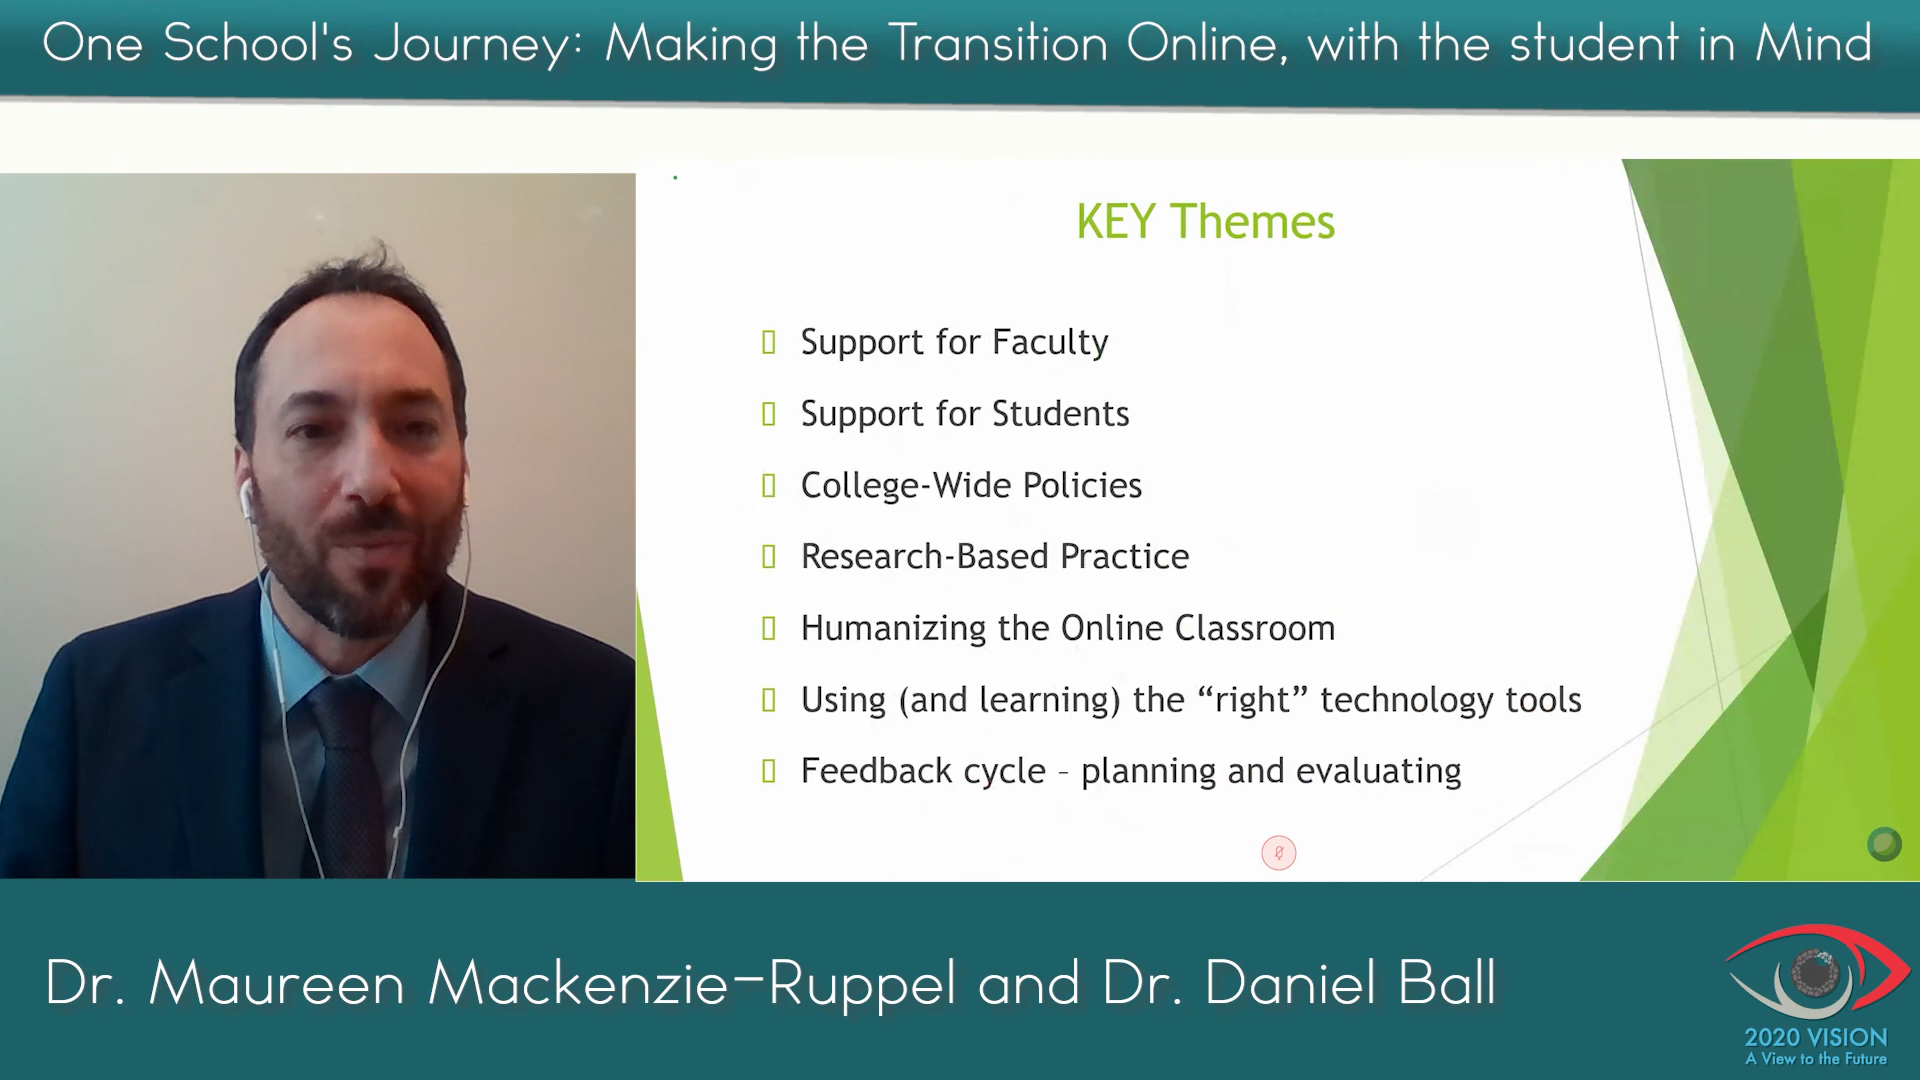 One School's Journey: Making the Transition Online, with the student in Mind
KEY Themes
Support for Faculty
Support for Students
College-Wide Policies
Research-Based Practice
Humanizing the Online Classroom
Using (and learning) the “right” technology tools
Feedback cycle – planning and evaluating
Dr. Maureen Mackenzie-Ruppel and Dr. Daniel Ball
2020 VISION
A View to the Future